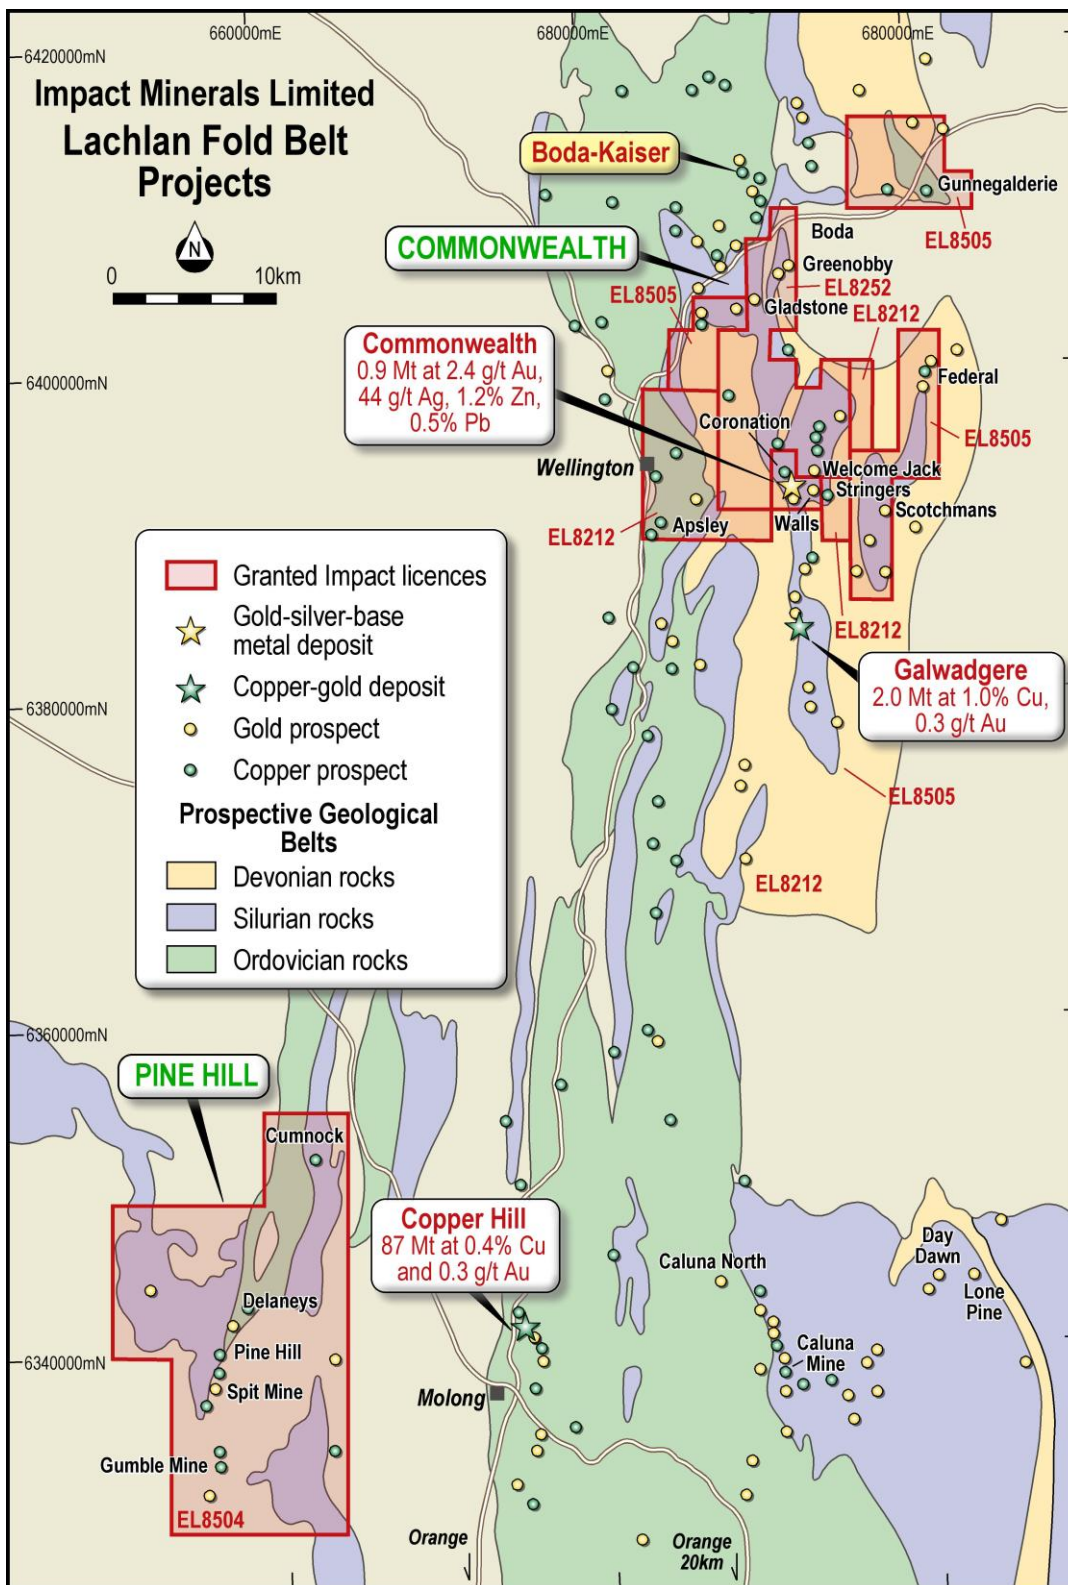 660000mE
680000mE
680000mE
6420000mN
Impact Minerals Limited
Lachlan Fold Belt
Projects
N
0
10km
Boda-Kaiser
Gunnegalderie
EL8505
COMMONWEALTH
Boda
Greenobby
EL8252
EL8505
Gladstone
EL8212
Commonwealth
0.9 Mt at 2.4 g/t Au,
44 g/t Ag, 1.2% Zn,
0.5% Pb
6400000mN
Federal
Coronation
EL8505
Wellington
Welcome Jack
Stringers
Scotchmans
Walls
Apsley
EL8212
EL8212
Granted Impact licences
Gold-silver-base
metal deposit
Copper-gold deposit
Gold prospect
Copper prospect
Prospective Geological
Belts
Devonian rocks
Silurian rocks
Ordovician rocks
Galwadgere
2.0 Mt at 1.0% Cu,
0.3 g/t Au
6380000mN
EL8505
EL8212
6360000mN
PINE HILL
Cumnock
Copper Hill
87 Mt at 0.4% Cu
and 0.3 g/t Au
Day
Dawn
Caluna North
Lone
Pine
Delaneys
6340000mN
Pine Hill
Caluna
Mine
Spit Mine
Molong
Gumble Mine
EL8504
Orange
Orange
20km